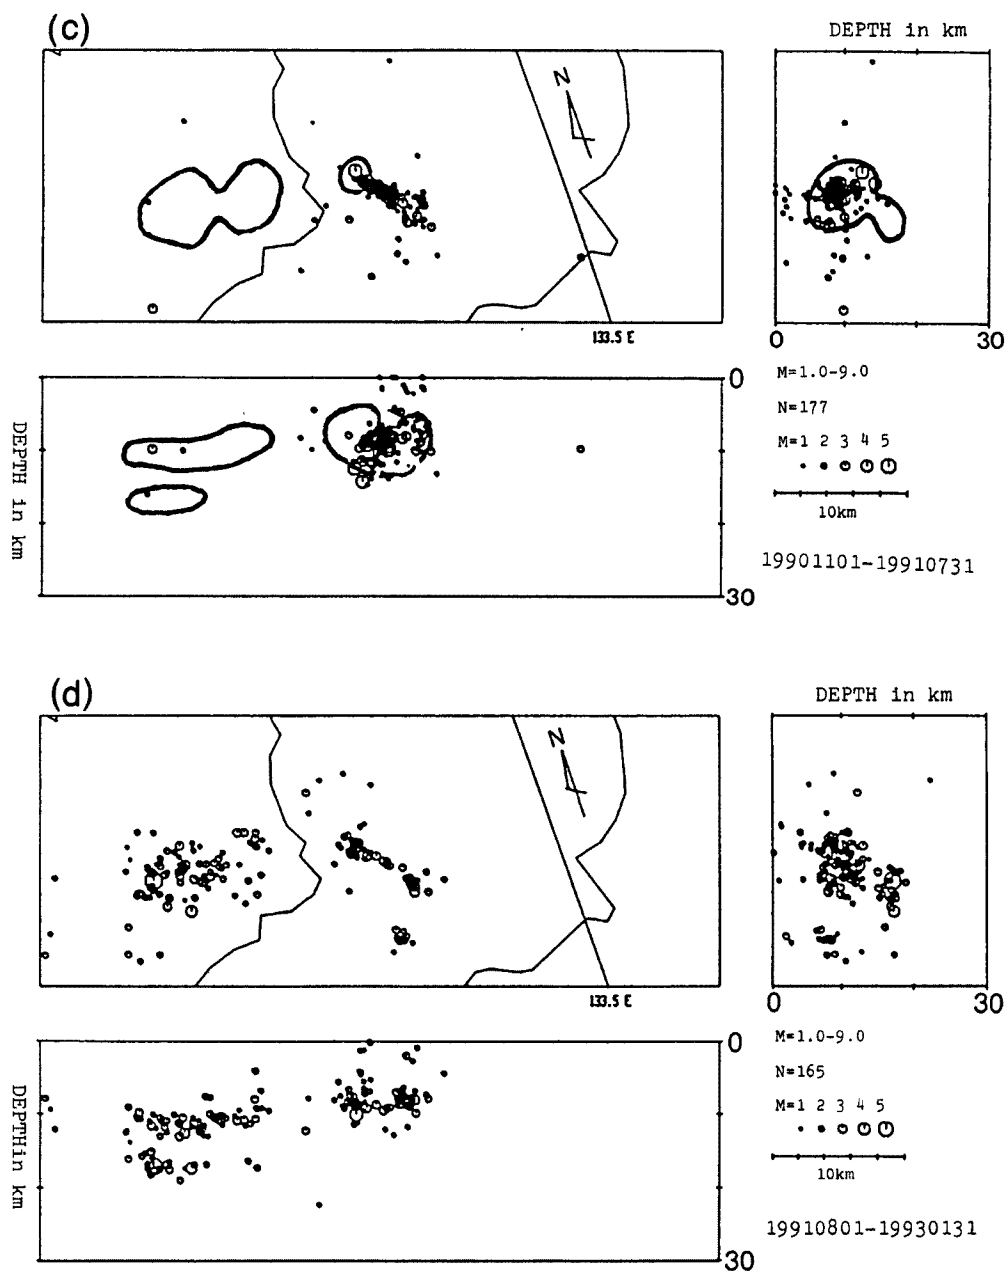 (c)
DEPTH in km
N
133.5 E
0 30
0
DEPTH in km
30
M=1.0-9.0
N=177
M=1 2 3 4 5
10km
19901101-19910731
(d)
DEPTH in km
N
133.5 E
0 30
0
DEPTHin km
30
M=1.0-9.0
N=165
M=1 2 3 4 5
10km
19910801-19930131